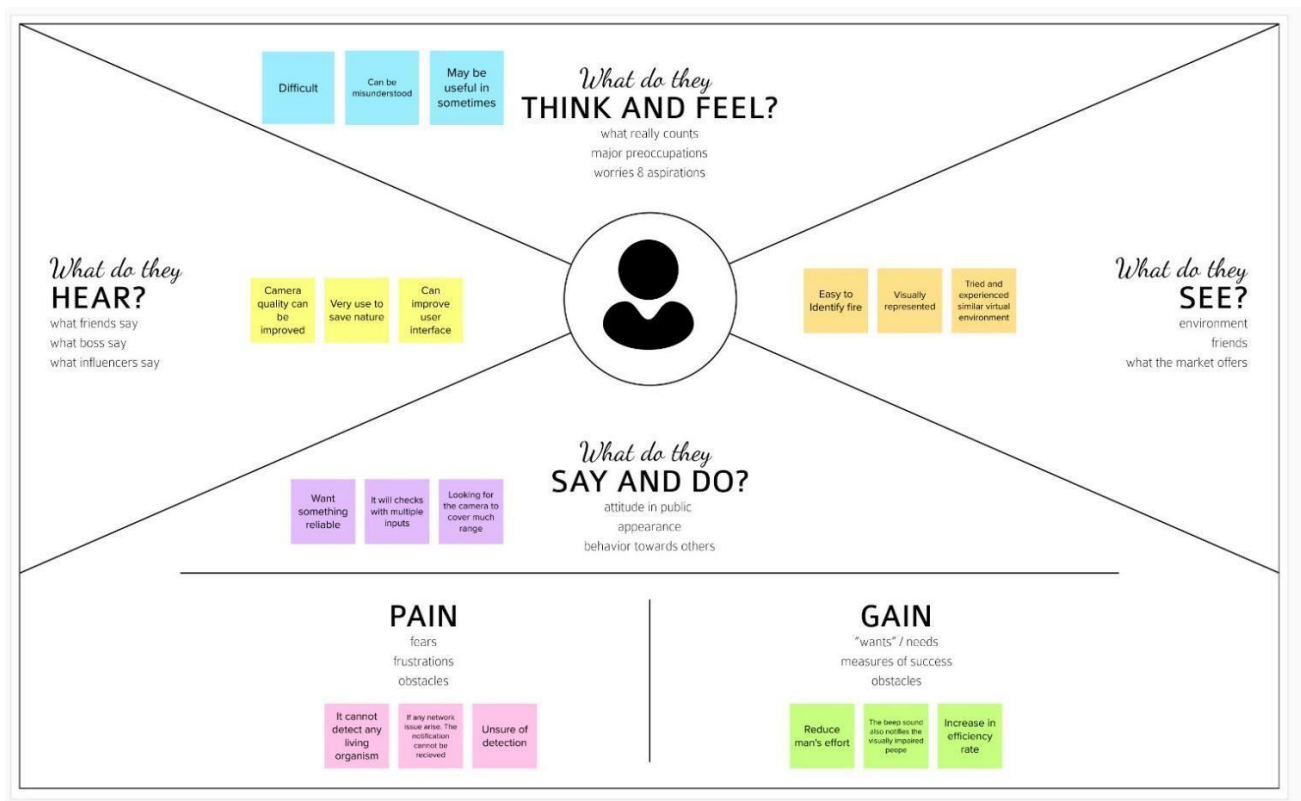 Difficult
Can be
misunderstood
May be
useful in
sometimes
What do they
THINK AND FEEL?
what really counts
major preoccupations
worries & aspirations
What do they
HEAR?
what friends say
what boss say
what influencers say
Camera
quality can
be
improved
Very use to
save nature
Can
improve
user
interface
Easy to
Identify fire
Visually
represented
Tried and
experienced
similar virtual
environment
What do they
SEE?
environment
friends
what the market offers
What do they
SAY AND DO?
attitude in public
appearance
behavior towards others
Want
something
reliable
It will checks
with multiple
inputs
Looking for
the camera to
cover much
range
PAIN
fears
frustrations
obstacles
It cannot
detect any
living
organism
If any network
issue arise. The
notification
cannot be
recieved
Unsure of
detection
GAIN
"wants" / needs
measures of success
obstacles
Reduce
man's effort
The beep sound
also notifies the
visually impaired
peope
Increase in
efficiency
rate